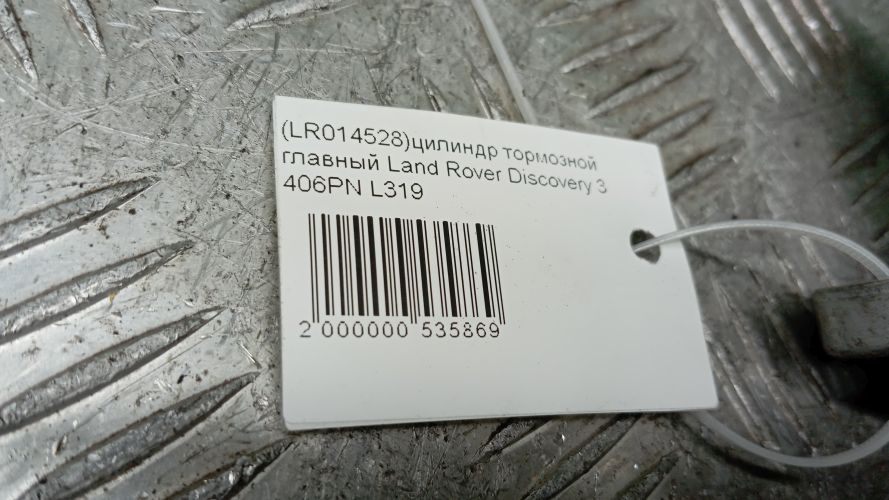 (LR014528)цилиндр тормозной
главный Land Rover Discovery 3
406PN L319
2 000000 535869